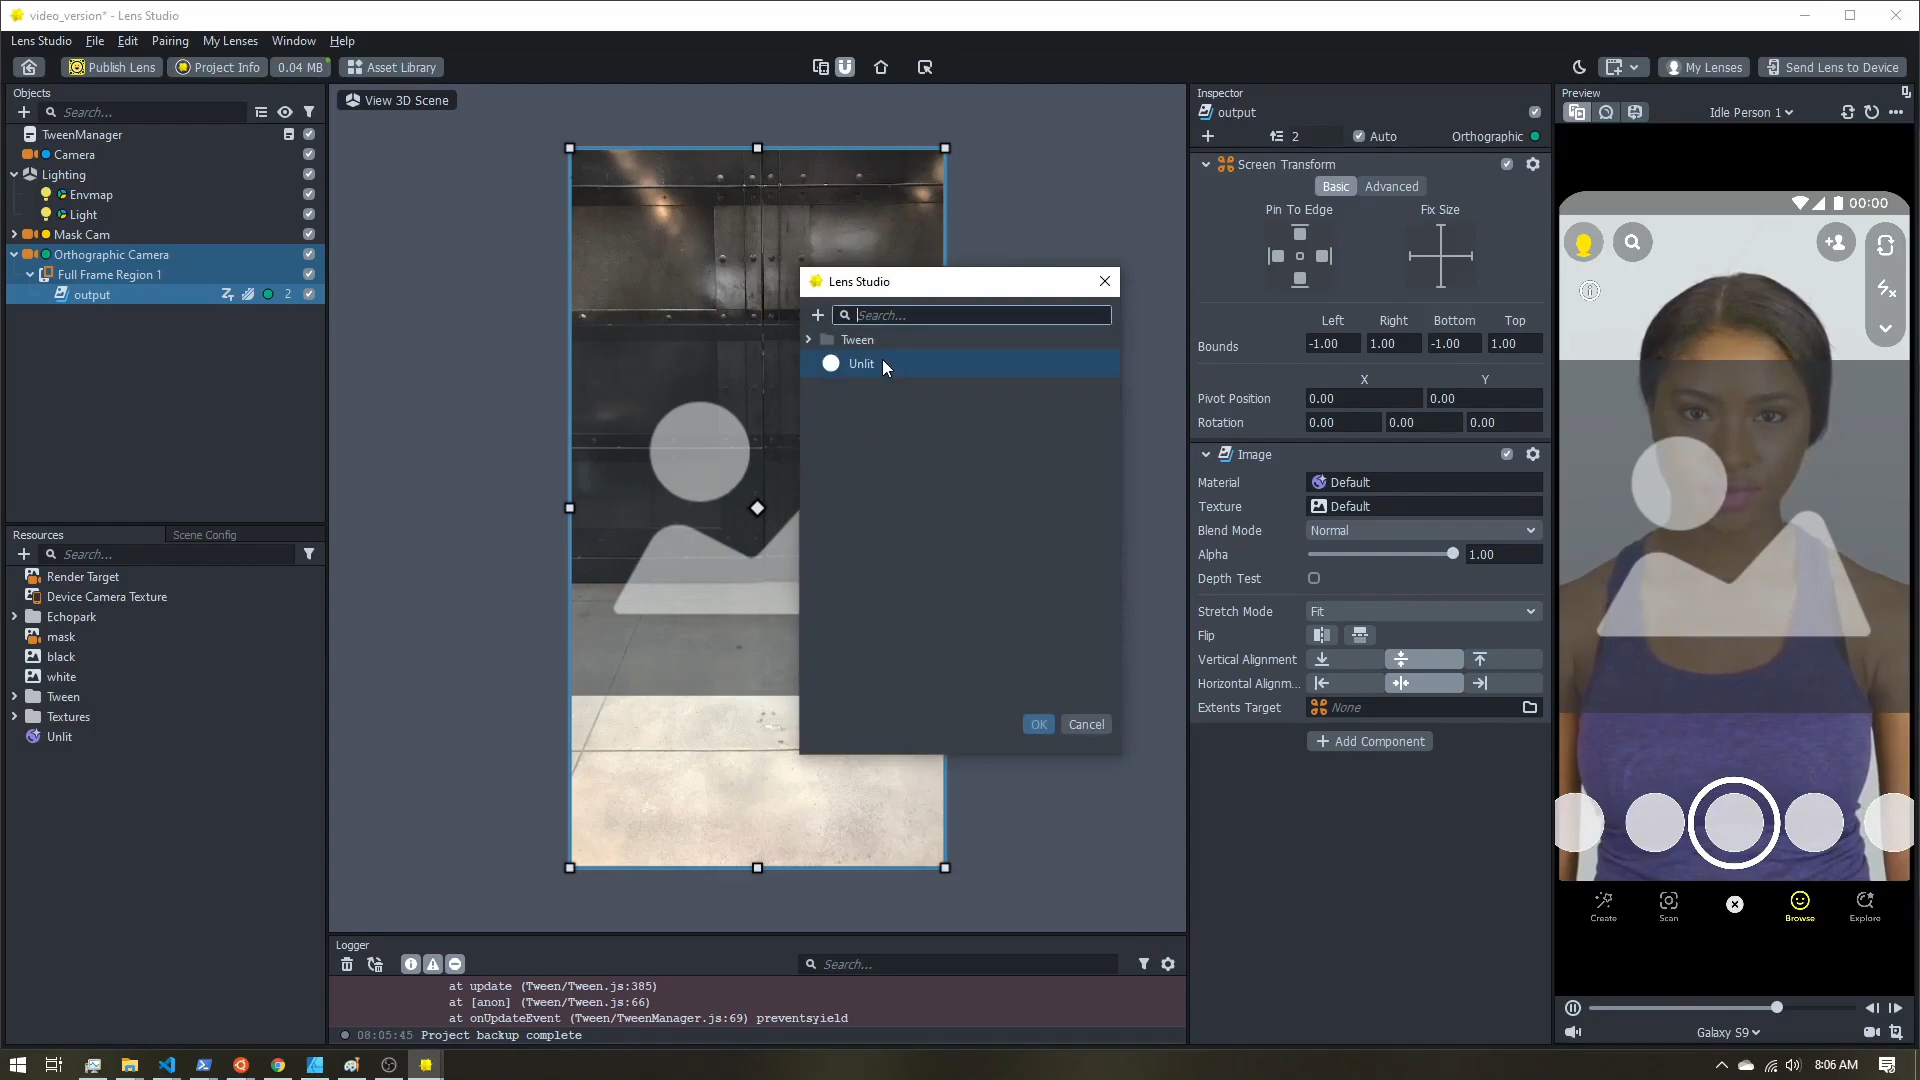 video_version* - Lens Studio
Lens Studio File Edit Pairing My Lenses Window Help
Publish Lens Project Info 0.04 MB Asset Library My Lenses Send Lens to Device
Objects
Search...
TweenManager
Camera
Lighting
Envmap
Light
Mask Cam
Orthographic Camera
Full Frame Region 1
output 2
Resources Scene Config
Search...
Render Target
Device Camera Texture
Echopark
mask
black
white
Tween
Textures
Unlit
View 3D Scene
Lens Studio
Search...
Tween
Unlit
OK Cancel
Logger
Search...
at update (Tween/Tween.js:385)
at [anon] (Tween/Tween.js:66)
at onUpdateEvent (Tween/TweenManager.js:69) preventsyield
08:05:45 Project backup complete
Inspector
output
2 Auto Orthographic
Screen Transform
Basic Advanced
Pin To Edge Fix Size
Left Right Bottom Top
Bounds -1.00 1.00 -1.00 1.00
X Y
Pivot Position 0.00 0.00
Rotation 0.00 0.00 0.00
Image
Material Default
Texture Default
Blend Mode Normal
Alpha 1.00
Depth Test
Stretch Mode Fit
Flip
Vertical Alignment
Horizontal Alignm...
Extents Target None
+ Add Component
Preview
Idle Person 1
00:00
Create Scan Browse Explore
Galaxy S9
8:06 AM